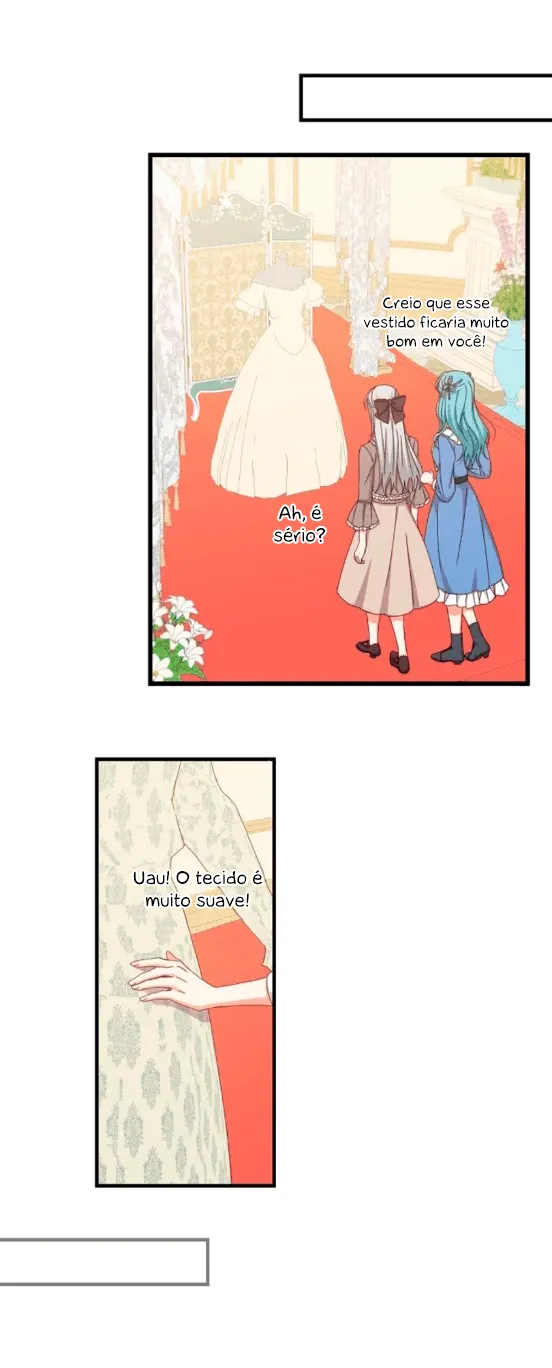 Creio que esse
vestido ficaria muito
bom em você!
Ah, é
sério?
Uau! O tecido é
muito suave!